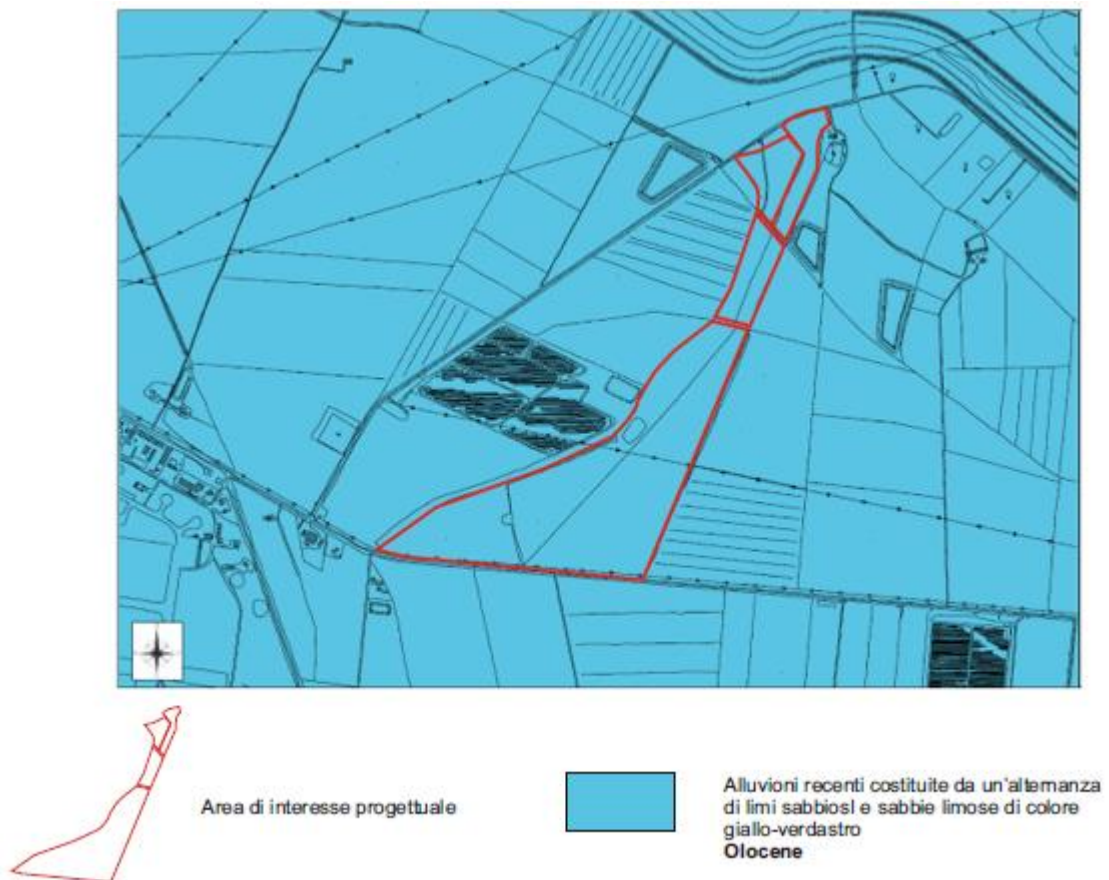 Area di interesse progettuale
Alluvioni recenti costituite da un'alternanza
di limi sabbiosi e sabbie limose di colore
giallo-verdastro
Olocene